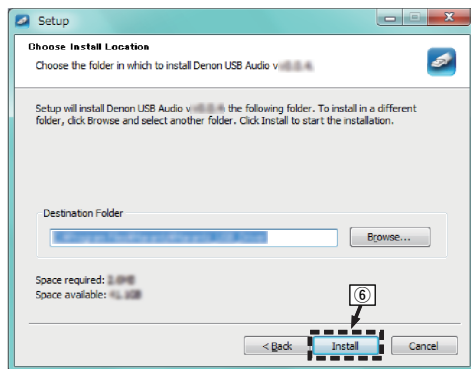 Setup
Choose Install Location
Choose the folder in which to install Denon USB Audio v
Setup will install Denon USB Audio v the following folder. To install in a different
folder, click Browse and select another folder. Click Install to start the installation.
Destination Folder
Browse...
Space required:
Space available:
⑥
< Back Install Cancel